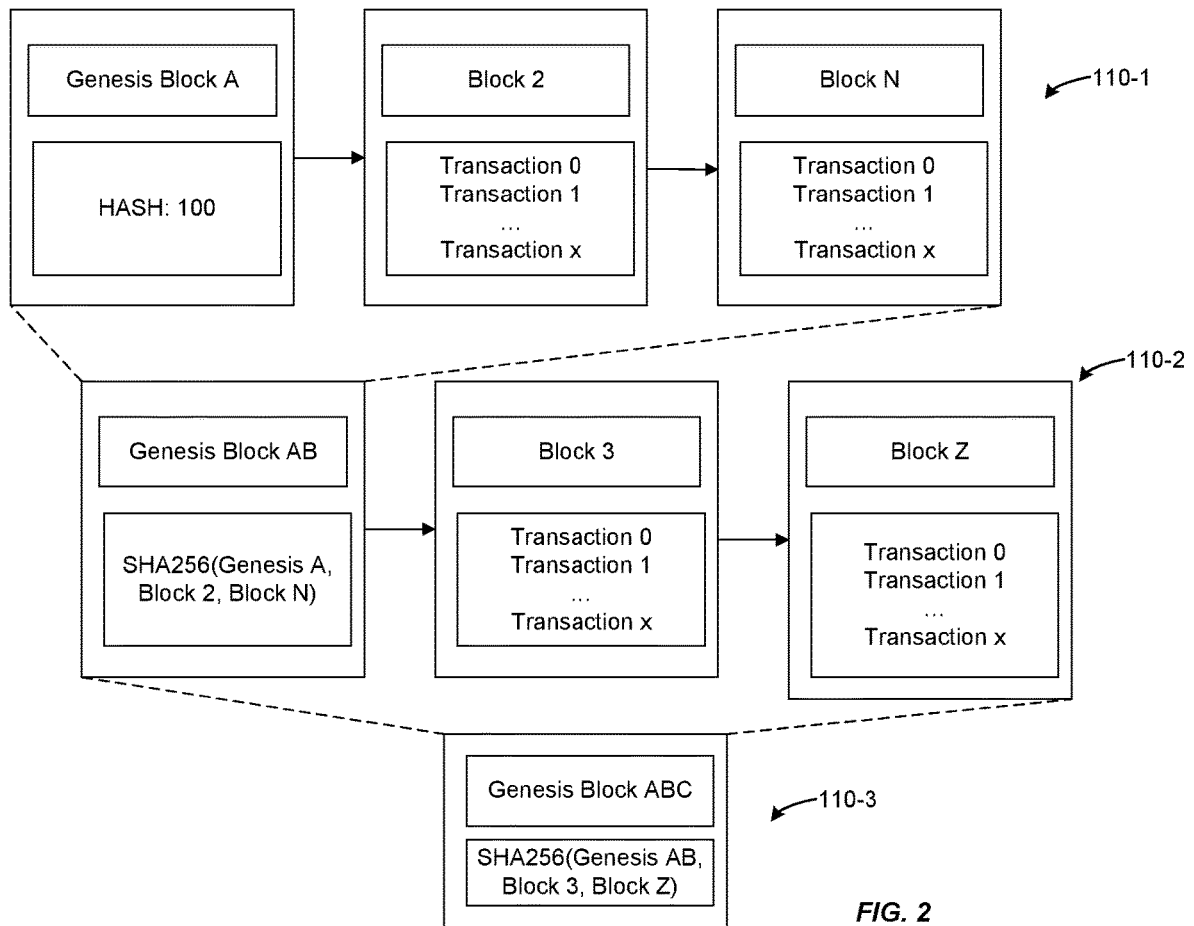 Genesis Block A
HASH: 100
Block 2
Transaction 0
Transaction 1
...
Transaction x
Block N
Transaction 0
Transaction 1
...
Transaction x
110-1
110-2
Genesis Block AB
SHA256(Genesis A,
Block 2, Block N)
Block 3
Transaction 0
Transaction 1
...
Transaction x
Block Z
Transaction 0
Transaction 1
...
Transaction x
Genesis Block ABC
SHA256(Genesis AB,
Block 3, Block Z)
110-3
FIG. 2